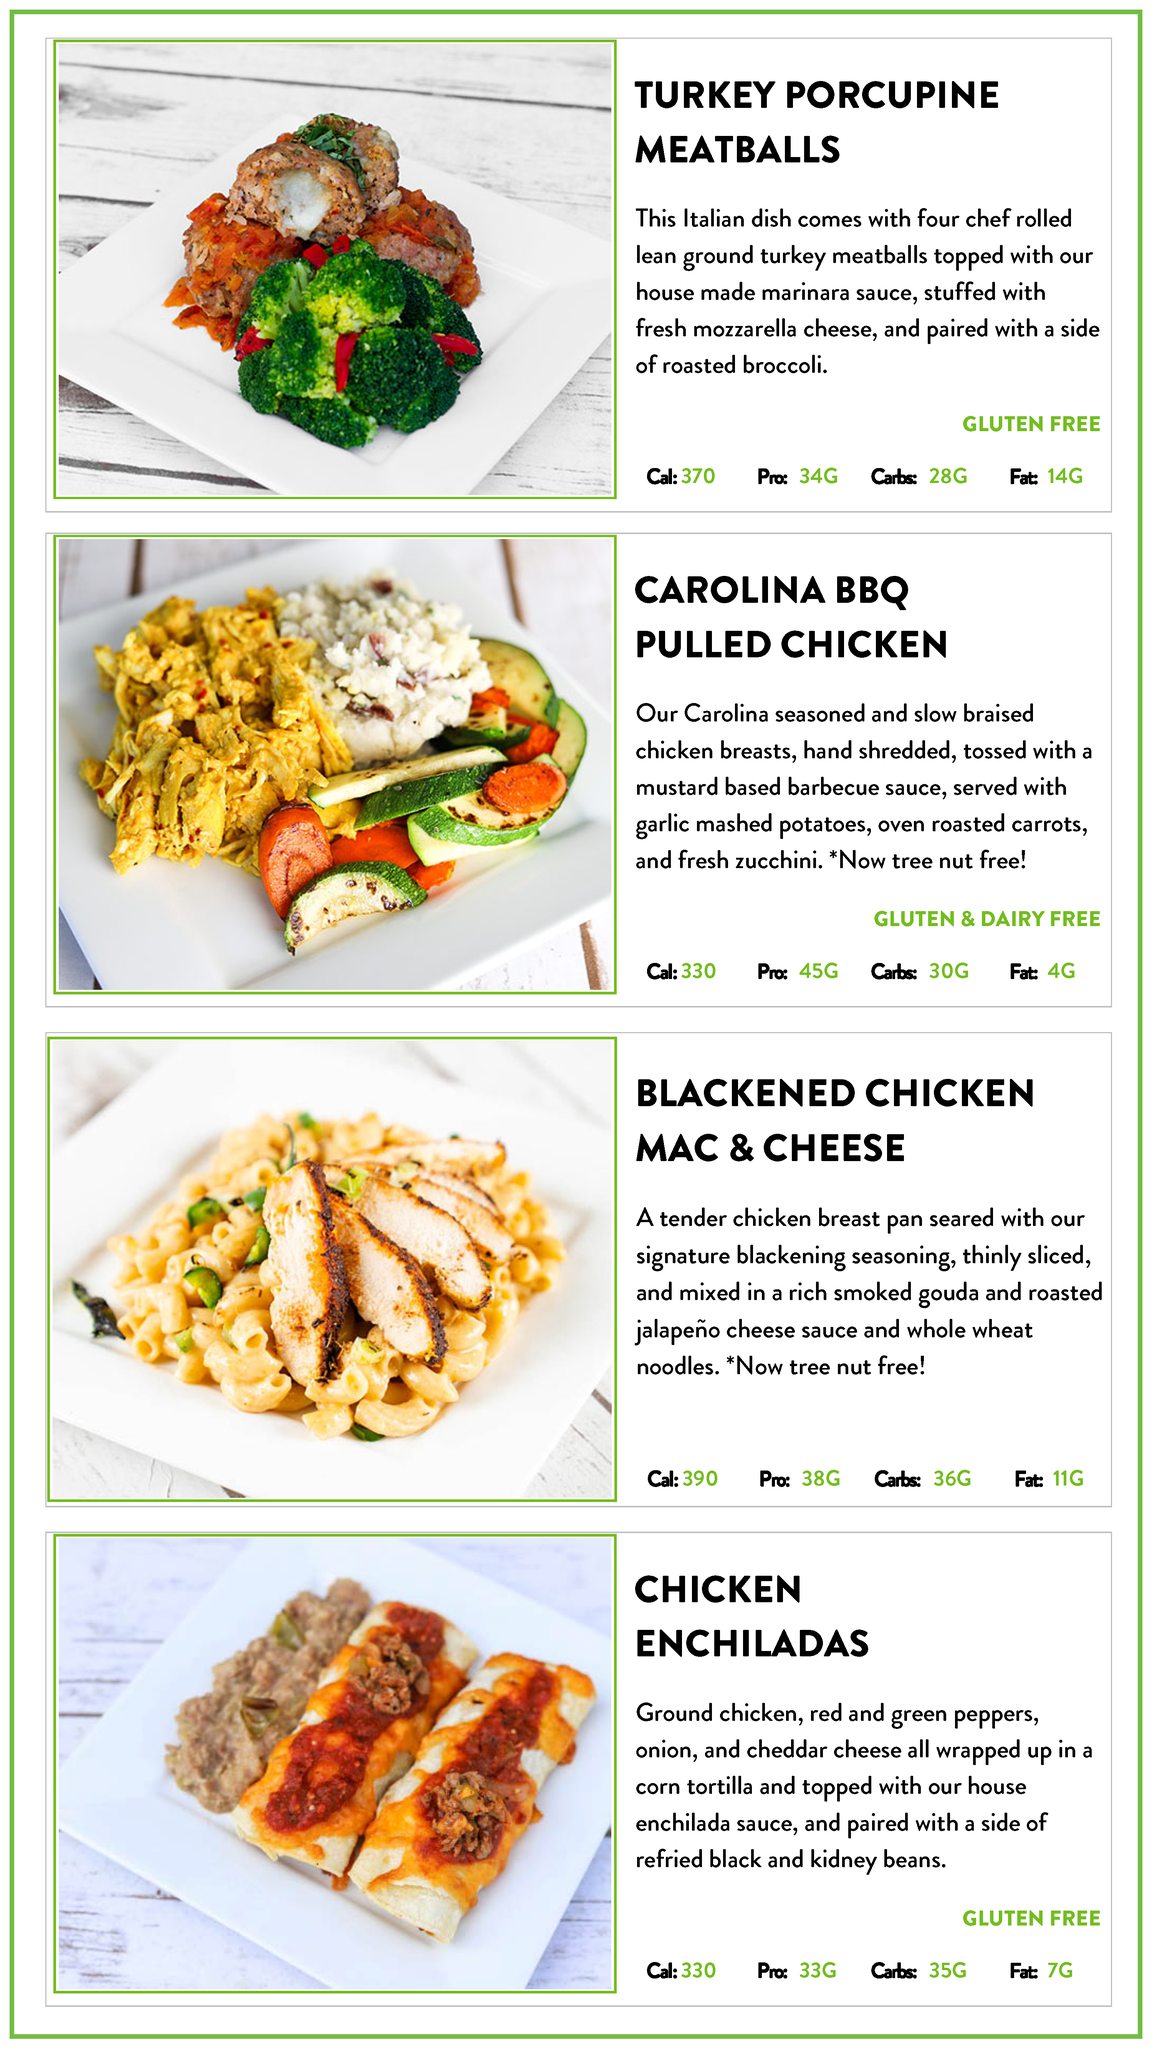 TURKEY PORCUPINE
MEATBALLS
This Italian dish comes with four chef rolled
lean ground turkey meatballs topped with our
house made marinara sauce, stuffed with
fresh mozzarella cheese, and paired with a side
of roasted broccoli.
GLUTEN FREE
Cal: 370 Pro: 34G Carbs: 28G Fat: 14G
CAROLINA BBQ
PULLED CHICKEN
Our Carolina seasoned and slow braised
chicken breasts, hand shredded, tossed with a
mustard based barbecue sauce, served with
garlic mashed potatoes, oven roasted carrots,
and fresh zucchini. *Now tree nut free!
GLUTEN & DAIRY FREE
Cal: 330 Pro: 45G Carbs: 30G Fat: 4G
BLACKENED CHICKEN
MAC & CHEESE
A tender chicken breast pan seared with our
signature blackening seasoning, thinly sliced,
and mixed in a rich smoked gouda and roasted
jalapeño cheese sauce and whole wheat
noodles. *Now tree nut free!
Cal: 390 Pro: 38G Carbs: 36G Fat: 11G
CHICKEN
ENCHILADAS
Ground chicken, red and green peppers,
onion, and cheddar cheese all wrapped up in a
corn tortilla and topped with our house
enchilada sauce, and paired with a side of
refried black and kidney beans.
GLUTEN FREE
Cal: 330 Pro: 33G Carbs: 35G Fat: 7G